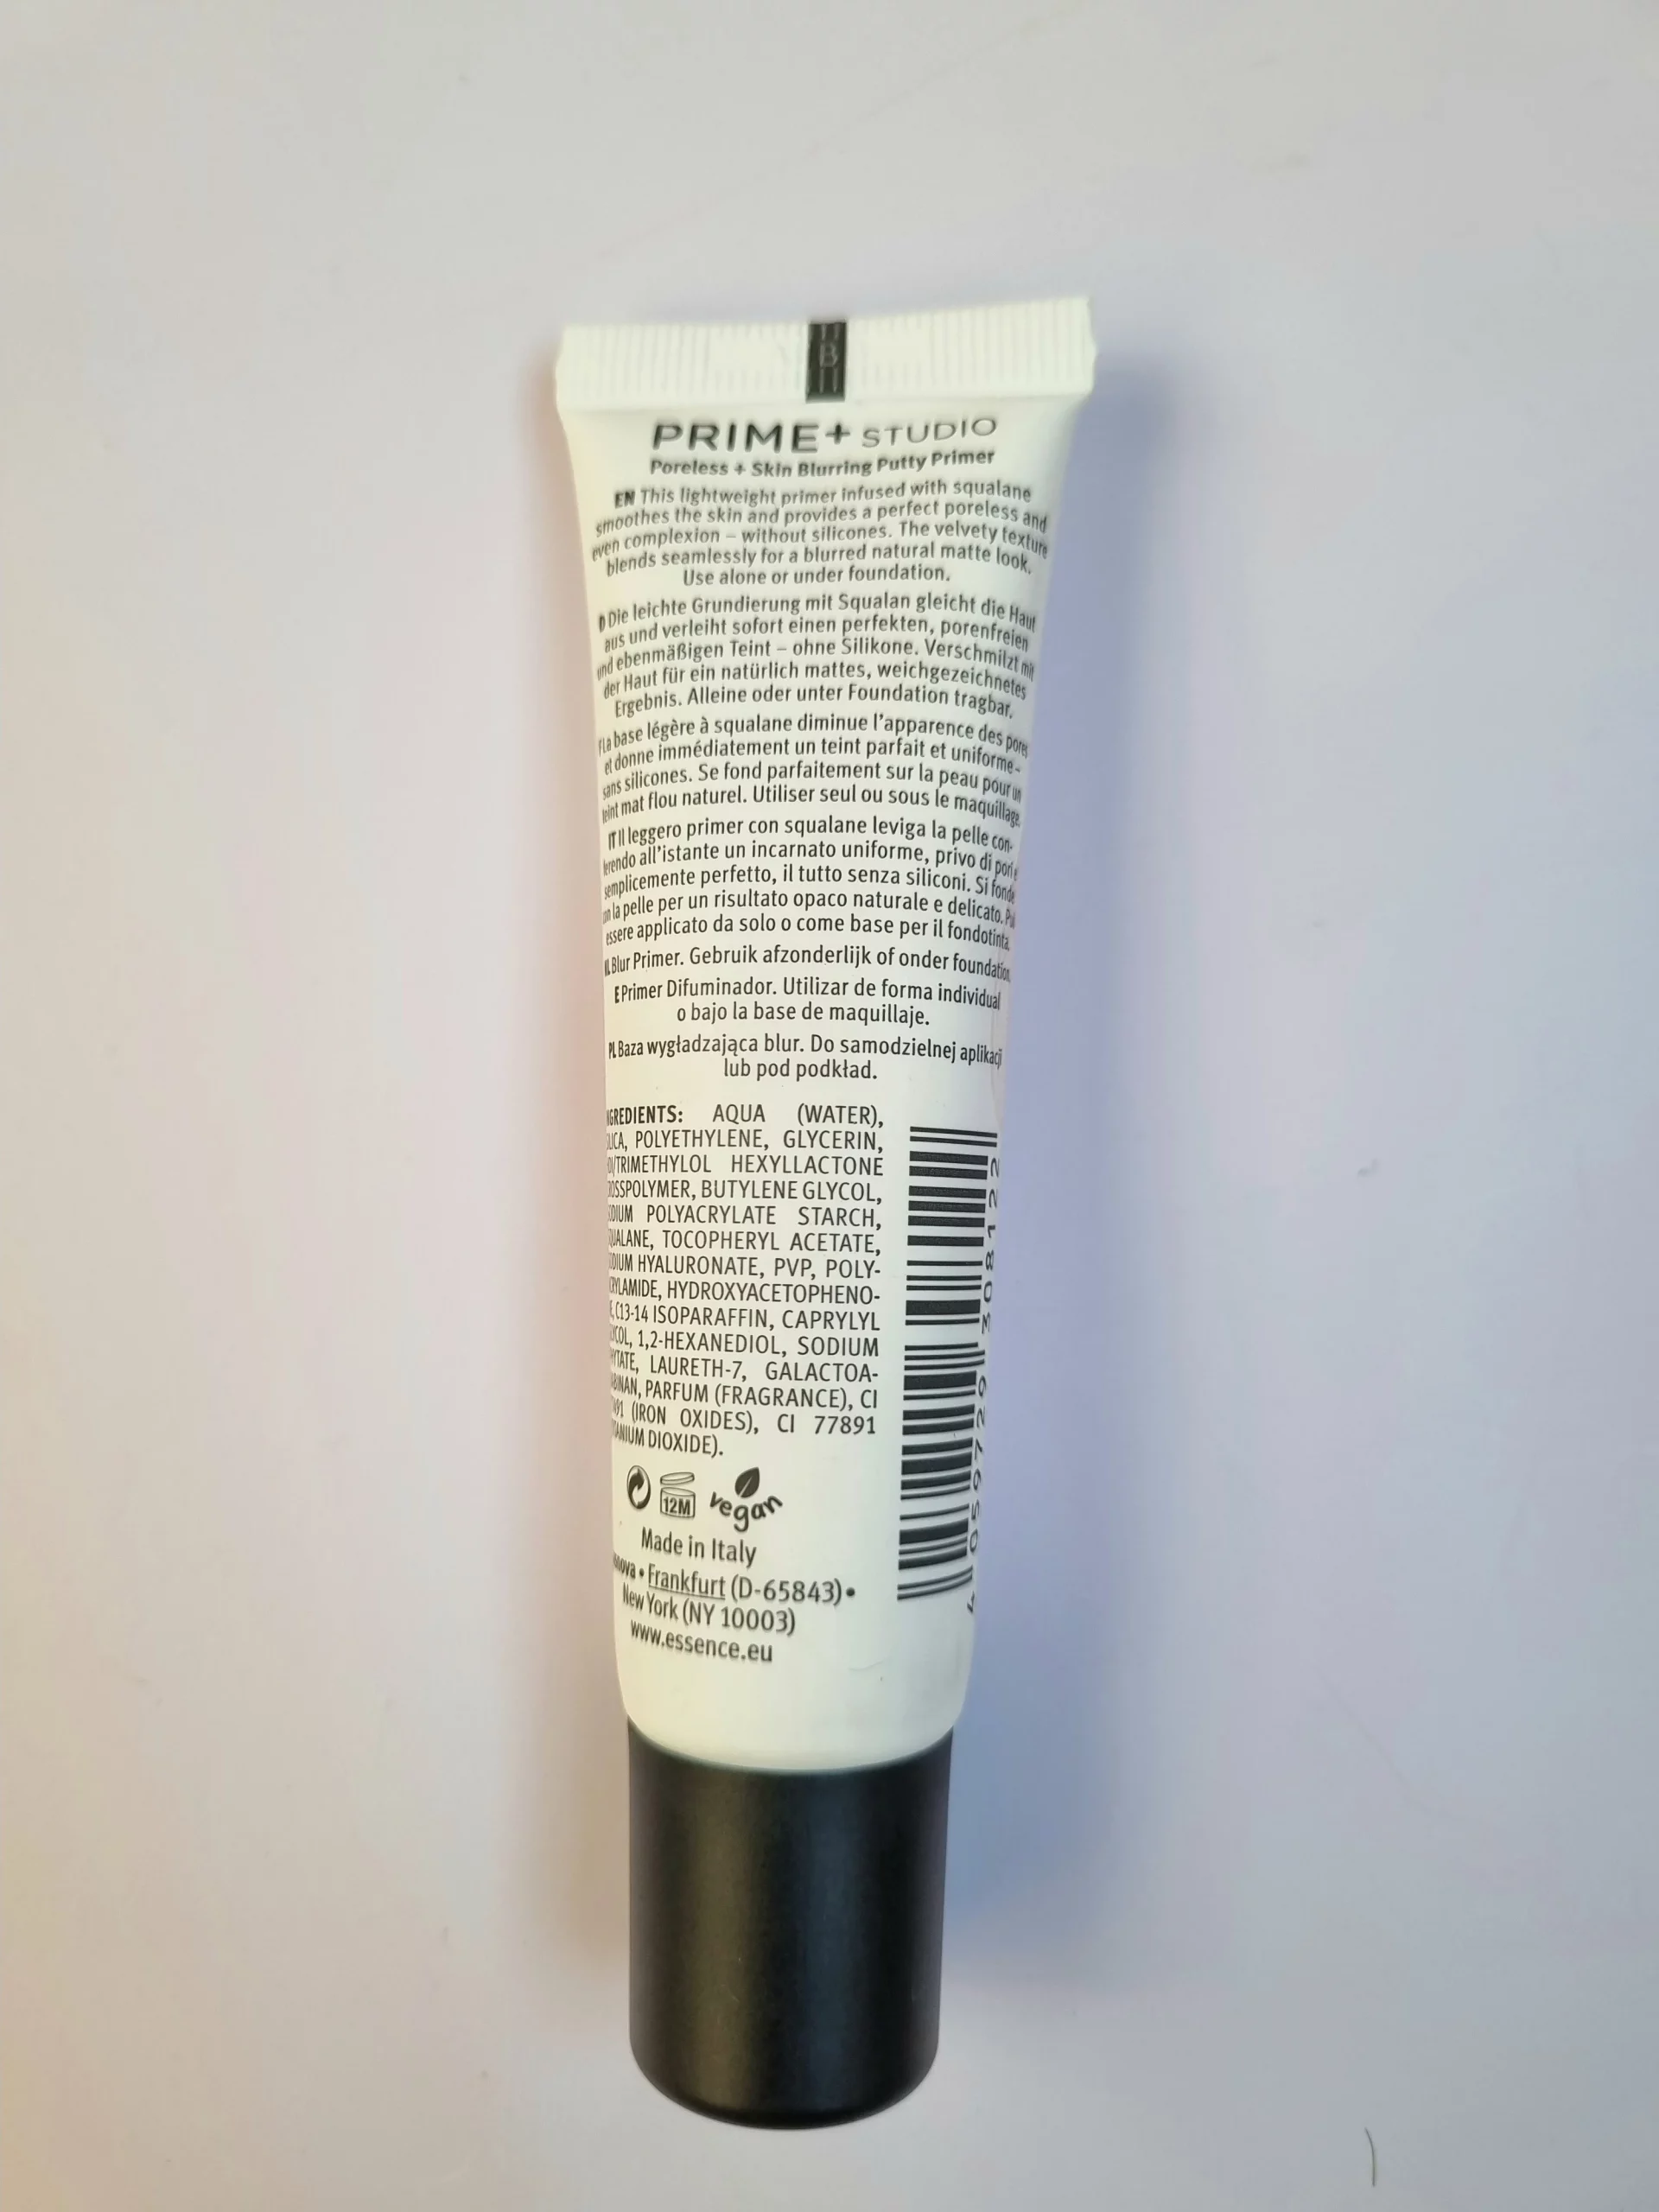 PRIME+ STUDIO
Poreless + Skin Blurring Putty Primer
EN This lightweight primer infused with squalane
smoothes the skin and provides a perfect poreless and
even complexion – without silicones. The velvety texture
blends seamlessly for a blurred natural matte look.
Use alone or under foundation.
D Die leichte Grundierung mit Squalan gleicht die Haut
aus und verleiht sofort einen perfekten, porenfreien
und ebenmäßigen Teint – ohne Silikone. Verschmilzt mit
der Haut für ein natürlich mattes, weichgezeichnetes
Ergebnis. Alleine oder unter Foundation tragbar.
F La base légère à squalane diminue l'apparence des pores
et donne immédiatement un teint parfait et uniforme-
sans silicones. Se fond parfaitement sur la peau pour un
teint mat flou naturel. Utiliser seul ou sous le maquillage.
IT Il leggero primer con squalane leviga la pelle con-
ferendo all'istante un incarnato uniforme, privo di pori e
semplicemente perfetto, il tutto senza siliconi. Si fonde
con la pelle per un risultato opaco naturale e delicato. Può
essere applicato da solo o come base per il fondotinta.
NL Blur Primer. Gebruik afzonderlijk of onder foundation.
E Primer Difuminador. Utilizar de forma individual
o bajo la base de maquillaje.
PL Baza wygładzająca blur. Do samodzielnej aplikacji
lub pod podkład.
INGREDIENTS: AQUA (WATER),
POLYETHYLENE, GLYCERIN,
HEXYLLACTONE
BUTYLENE GLYCOL,
POLYACRYLATE STARCH,
TOCOPHERYL ACETATE,
HYALURONATE, PVP, POLY-
HYDROXYACETOPHENO-
C13-14 ISOPARAFFIN, CAPRYLYL
1,2-HEXANEDIOL, SODIUM
LAURETH-7, GALACTOA-
PARFUM (FRAGRANCE), CI
(IRON OXIDES), CI 77891
DIOXIDE).
12M
vegan
Made in Italy
• Frankfurt (D-65843) •
New York (NY 10003)
www.essence.eu
4 059729 308122